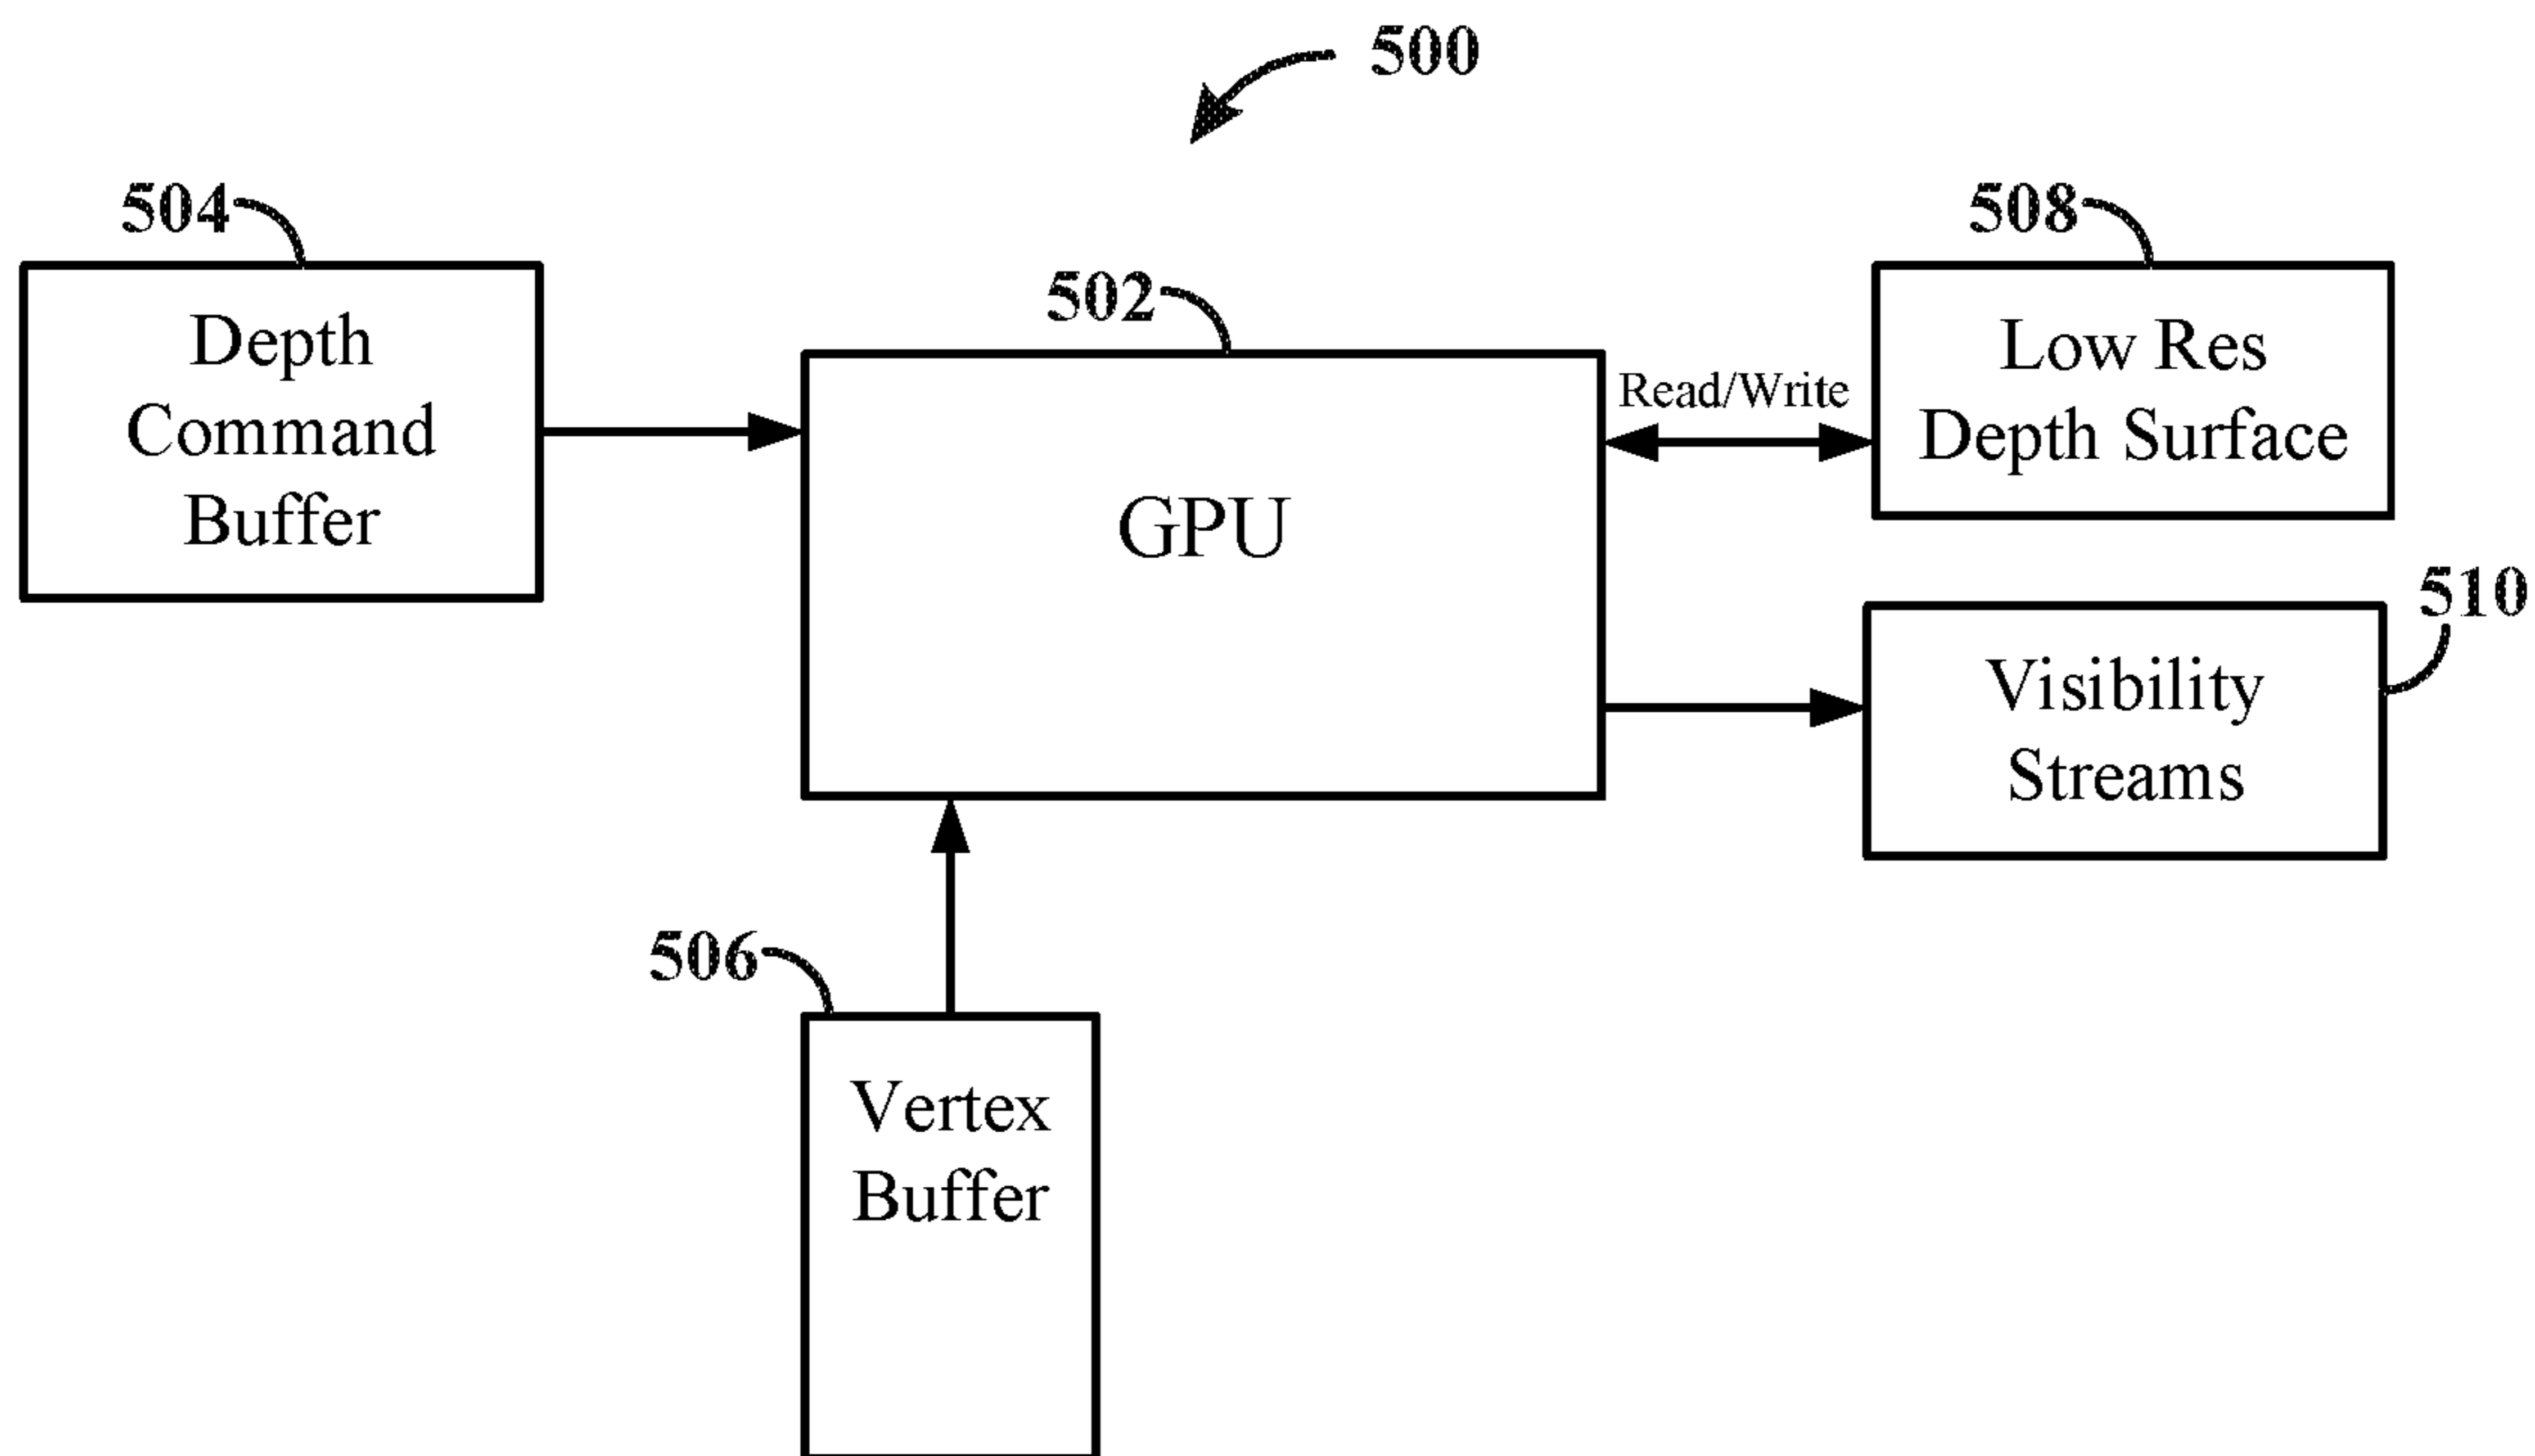 500
504
Depth
Command
Buffer
502
GPU
Read/Write
508
Low Res
Depth Surface
510
Visibility
Streams
506
Vertex
Buffer